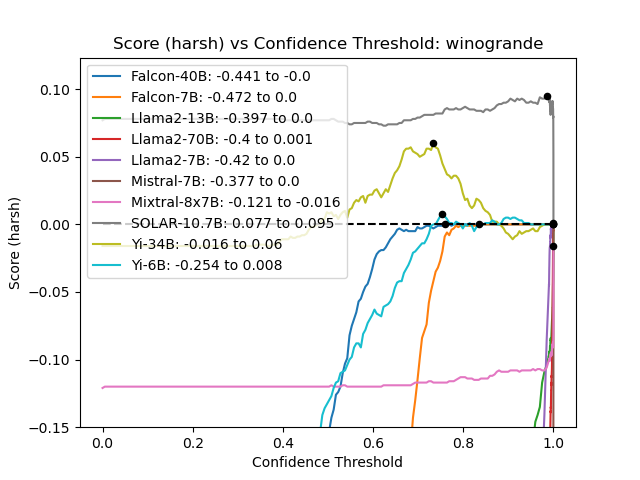 Score (harsh) vs Confidence Threshold: winogrande
0.10
0.05
0.00
−0.05
−0.10
−0.15
Score (harsh)
Falcon-40B: -0.441 to -0.0
Falcon-7B: -0.472 to 0.0
Llama2-13B: -0.397 to 0.0
Llama2-70B: -0.4 to 0.001
Llama2-7B: -0.42 to 0.0
Mistral-7B: -0.377 to 0.0
Mixtral-8x7B: -0.121 to -0.016
SOLAR-10.7B: 0.077 to 0.095
Yi-34B: -0.016 to 0.06
Yi-6B: -0.254 to 0.008
0.0 0.2 0.4 0.6 0.8 1.0
Confidence Threshold